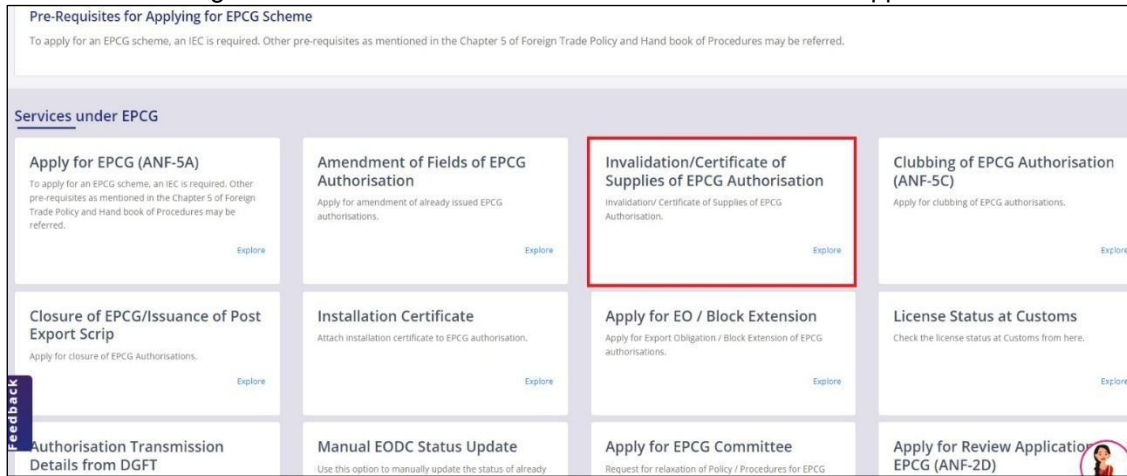 Pre-Requisites for Applying for EPCG Scheme
To apply for an EPCG scheme, an IEC is required. Other pre-requisites as mentioned in the Chapter 5 of Foreign Trade Policy and Hand book of Procedures may be referred.
Services under EPCG
Apply for EPCG (ANF-5A)
To apply for an EPCG scheme, an IEC is required. Other
pre-requisites as mentioned in the Chapter 5 of Foreign
Trade Policy and Hand book of Procedures may be
referred.
Explore
Amendment of Fields of EPCG
Authorisation
Apply for amendment of already issued EPCG
authorisations.
Explore
Invalidation/Certificate of
Supplies of EPCG Authorisation
Invalidation/ Certificate of Supplies of EPCG
Authorisation.
Explore
Clubbing of EPCG Authorisation
(ANF-5C)
Apply for clubbing of EPCG authorisations.
Explore
Closure of EPCG/Issuance of Post
Export Scrip
Apply for closure of EPCG Authorisations.
Explore
Installation Certificate
Attach installation certificate to EPCG authorisation.
Explore
Apply for EO / Block Extension
Apply for Export Obligation / Block Extension of EPCG
authorisations.
Explore
License Status at Customs
Check the license status at Customs from here.
Explore
Feedback
Authorisation Transmission
Details from DGFT
Manual EODC Status Update
Use this option to manually update the status of already
Apply for EPCG Committee
Request for relaxation of Policy / Procedures for EPCG
Apply for Review Application
EPCG (ANF-2D)